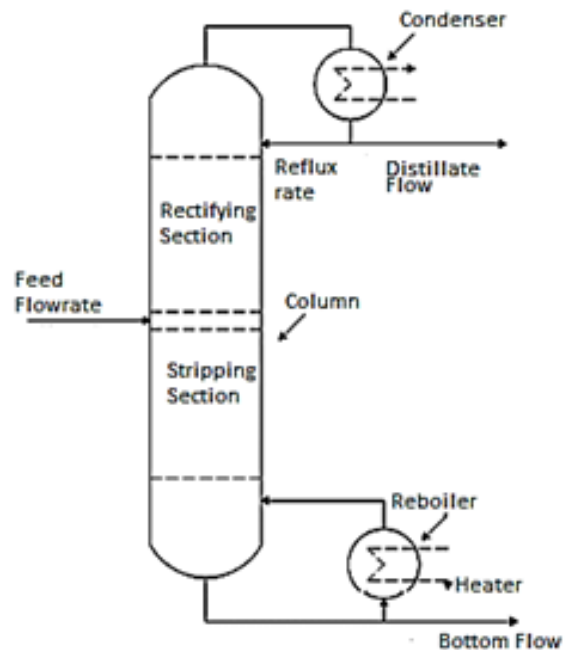 Condenser
Reflux
rate
Distillate
Flow
Rectifying
Section
Feed
Flowrate
Column
Stripping
Section
Reboiler
Heater
Bottom Flow